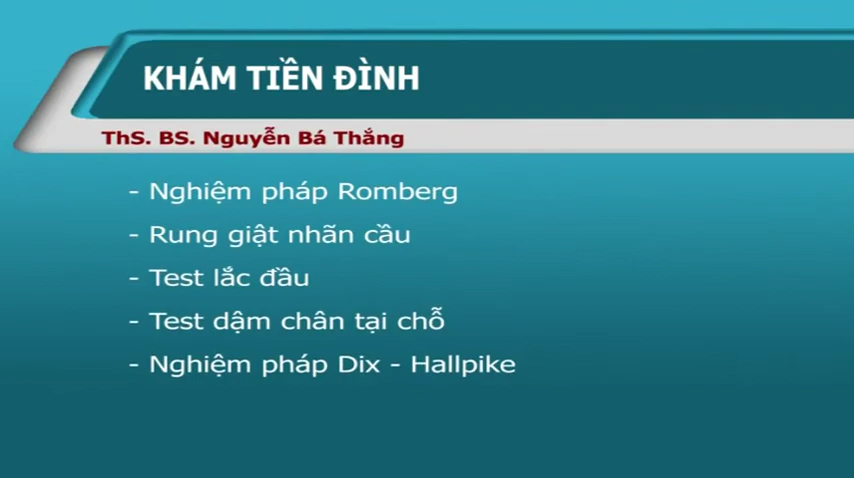 KHÁM TIỀN ĐÌNH
ThS. BS. Nguyễn Bá Thắng
- Nghiệm pháp Romberg
- Rung giật nhãn cầu
- Test lắc đầu
- Test dậm chân tại chỗ
- Nghiệm pháp Dix - Hallpike